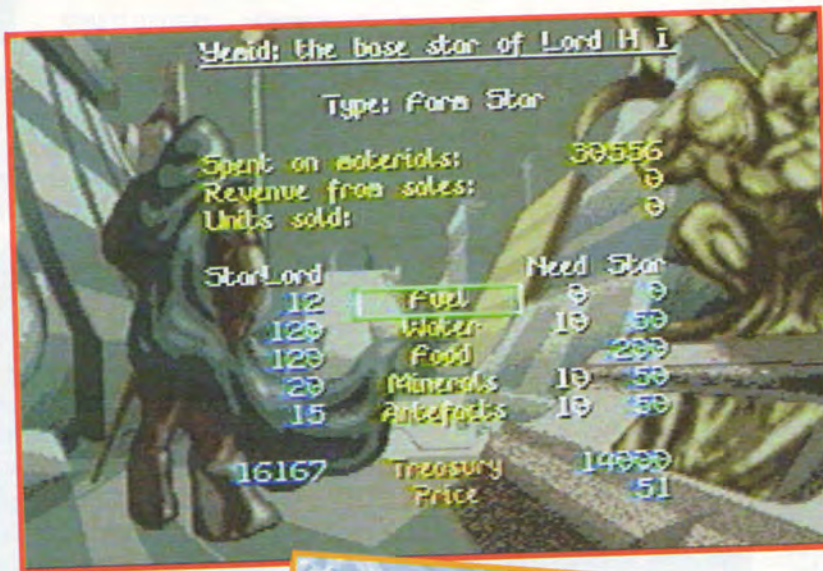 Yemid: the base star of Lord H I
Type: Farm Star
Spent on materials: 30556
Revenue from sales: 0
Units sold: 0
StarLord Need Star
12 Fuel 0 0
120 Water 10 50
120 Food 200
20 Minerals 10 50
15 Artefacts 10 50
16167 Treasury 14000
Price 51